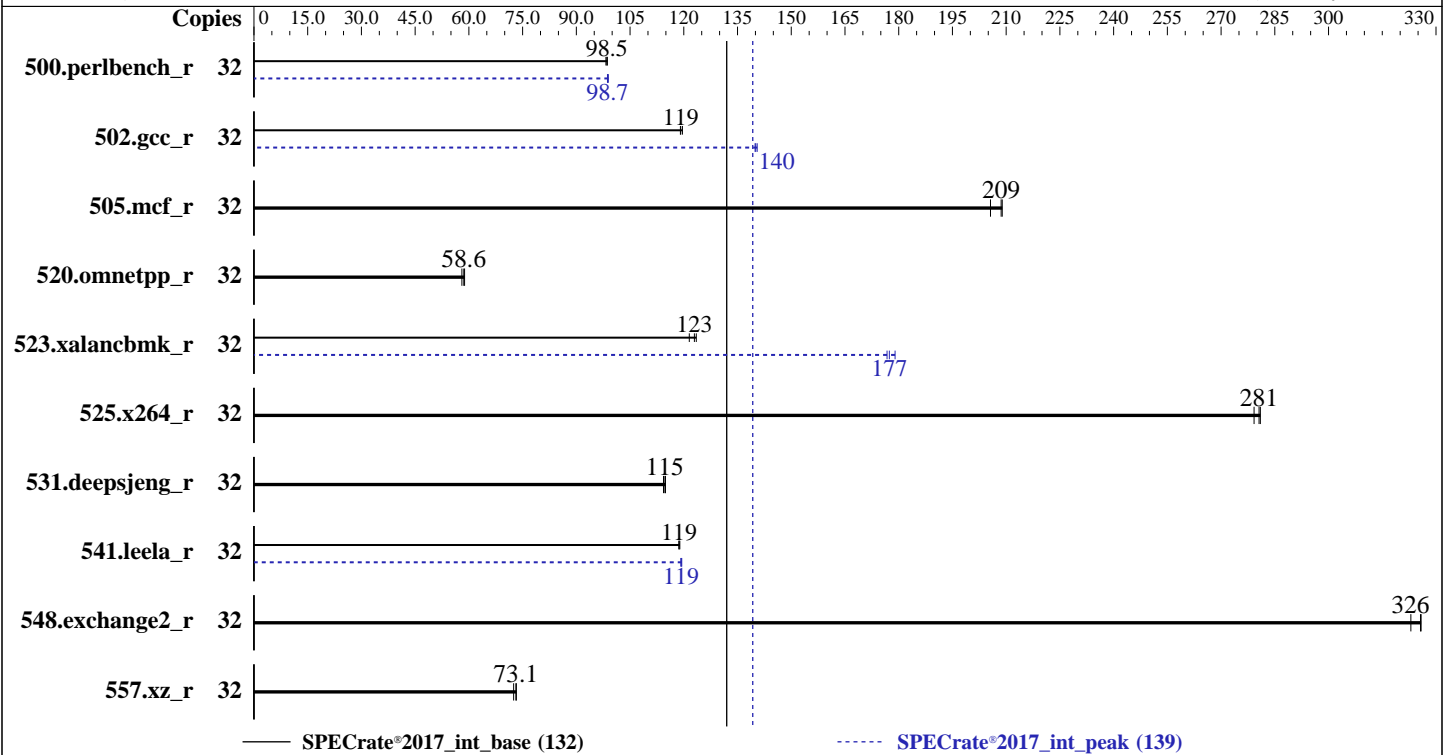 Copies 0 15.0 30.0 45.0 60.0 75.0 90.0 105 120 135 150 165 180 195 210 225 240 255 270 285 300 330
98.5
500.perlbench_r 32
98.7
119
502.gcc_r 32
140
209
505.mcf_r 32
58.6
520.omnetpp_r 32
123
523.xalancbmk_r 32
177
281
525.x264_r 32
115
531.deepsjeng_r 32
119
541.leela_r 32
119
326
548.exchange2_r 32
73.1
557.xz_r 32
SPECrate®2017_int_base (132) SPECrate®2017_int_peak (139)